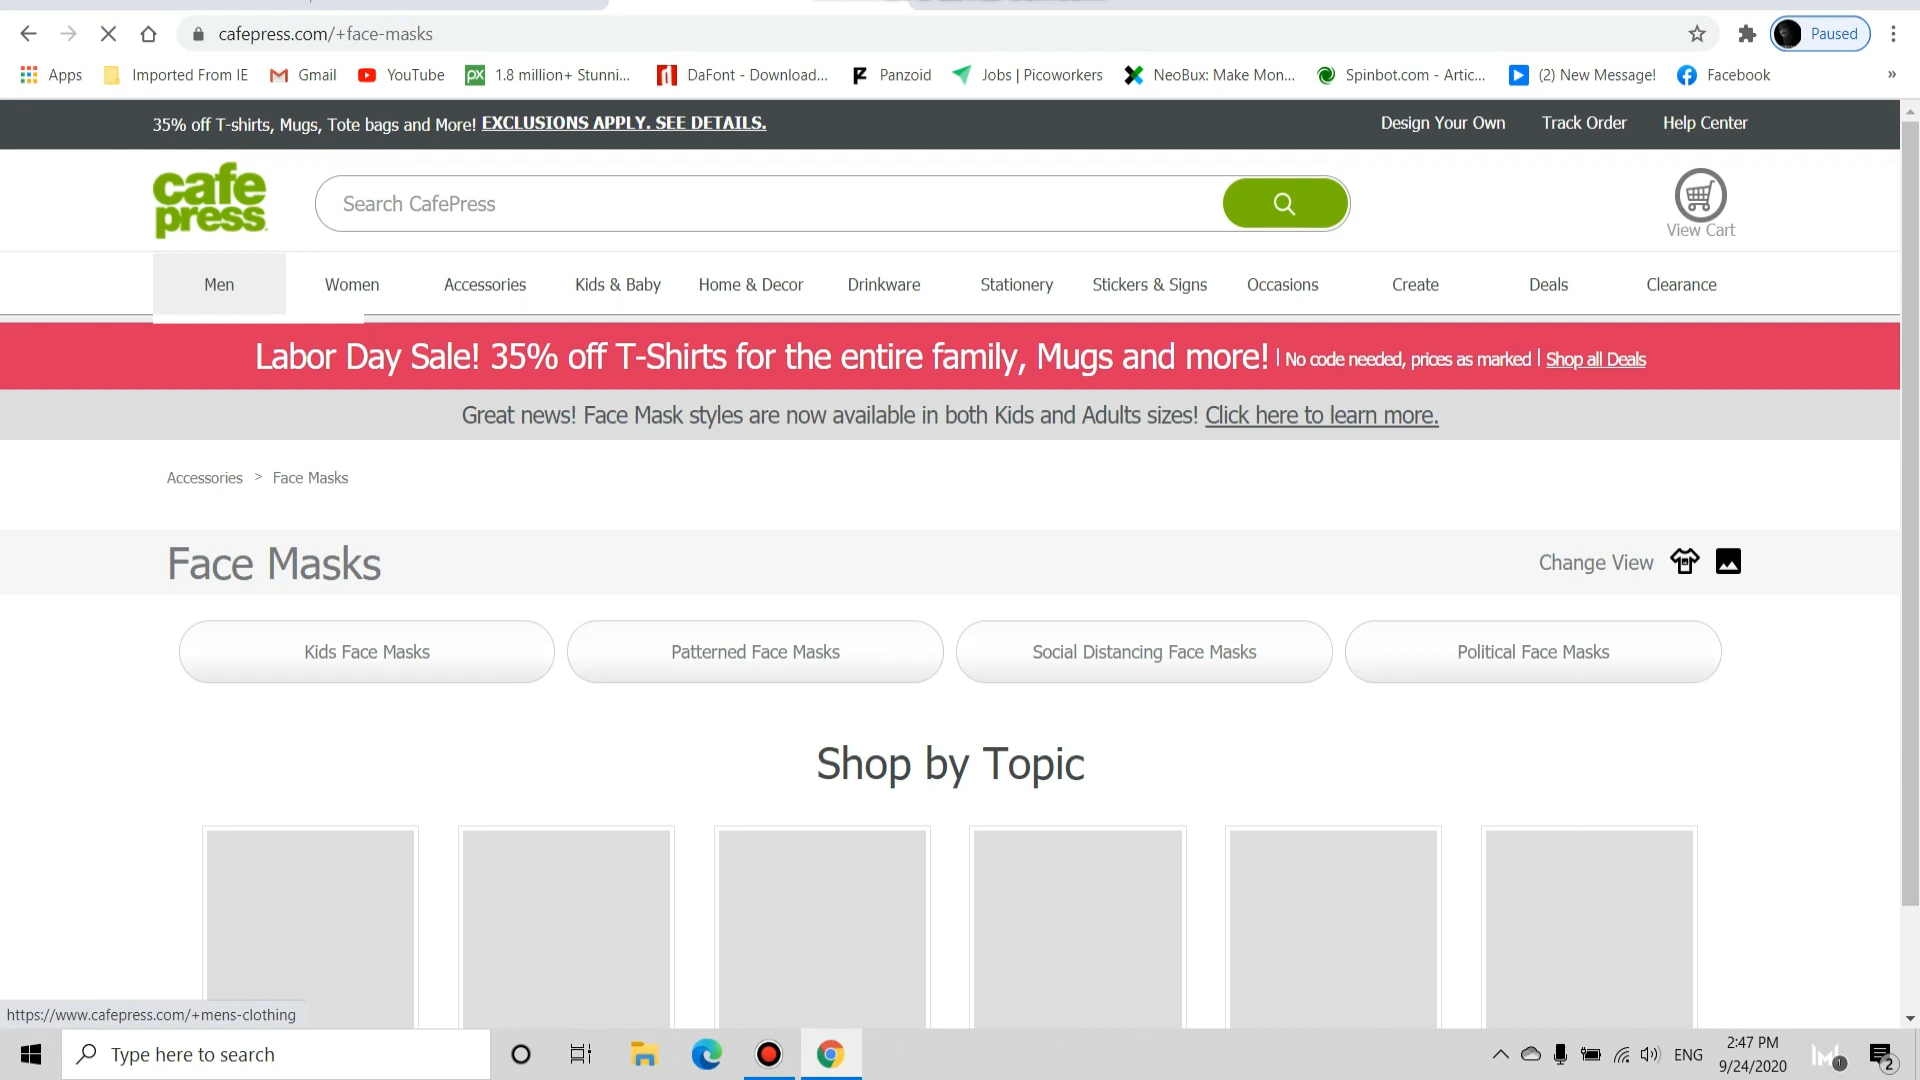 cafepress.com/+face-masks
Paused
Apps
Imported From IE
Gmail
YouTube
1.8 million+ Stunni...
DaFont - Download...
Panzoid
Jobs | Picoworkers
NeoBux: Make Mon...
Spinbot.com - Artic...
(2) New Message!
Facebook
»
35% off T-shirts, Mugs, Tote bags and More! EXCLUSIONS APPLY. SEE DETAILS.
Design Your Own
Track Order
Help Center
cafe
press
Search CafePress
View Cart
Men
Women
Accessories
Kids & Baby
Home & Decor
Drinkware
Stationery
Stickers & Signs
Occasions
Create
Deals
Clearance
Labor Day Sale! 35% off T-Shirts for the entire family, Mugs and more! | No code needed, prices as marked | Shop all Deals
Great news! Face Mask styles are now available in both Kids and Adults sizes! Click here to learn more.
Accessories > Face Masks
Face Masks
Change View
Kids Face Masks
Patterned Face Masks
Social Distancing Face Masks
Political Face Masks
Shop by Topic
https://www.cafepress.com/+mens-clothing
Type here to search
ENG
2:47 PM
9/24/2020
1
2